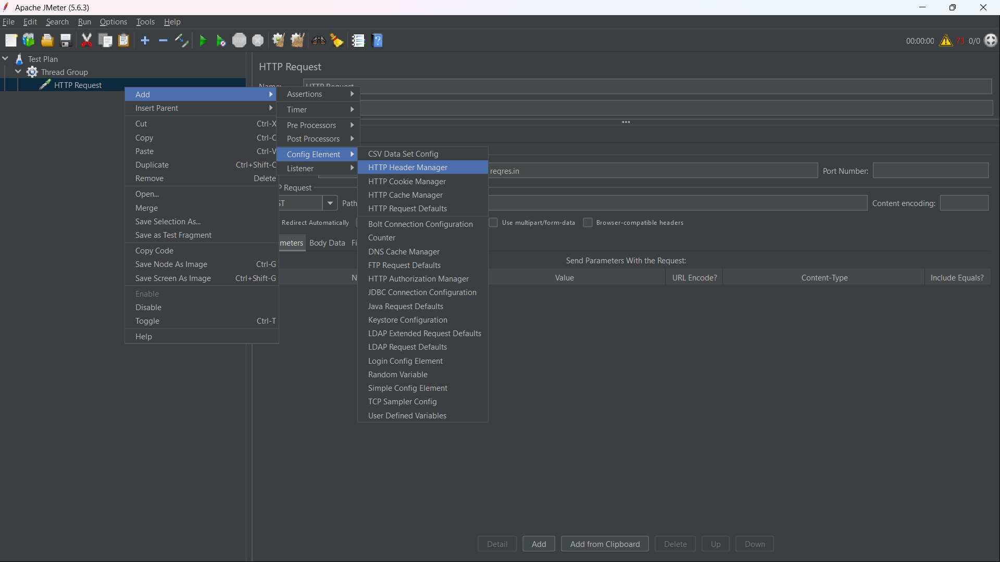 Apache JMeter (5.6.3)
File Edit Search Run Options Tools Help
00:00:00 73 0/0
Test Plan
Thread Group
HTTP Request
HTTP Request
Name: HTTP Request
Add
Insert Parent
Cut Ctrl-X
Copy Ctrl-C
Paste Ctrl-V
Duplicate Ctrl+Shift-C
Remove Delete
Open...
Merge
Save Selection As...
Save as Test Fragment
Copy Code
Save Node As Image Ctrl-G
Save Screen As Image Ctrl+Shift-G
Enable
Disable
Toggle Ctrl-T
Help
Assertions
Timer
Pre Processors
Post Processors
Config Element
Listener
CSV Data Set Config
HTTP Header Manager
HTTP Cookie Manager
HTTP Cache Manager
HTTP Request Defaults
Bolt Connection Configuration
Counter
DNS Cache Manager
FTP Request Defaults
HTTP Authorization Manager
JDBC Connection Configuration
Java Request Defaults
Keystore Configuration
LDAP Extended Request Defaults
LDAP Request Defaults
Login Config Element
Random Variable
Simple Config Element
TCP Sampler Config
User Defined Variables
reqres.in Port Number:
P Request
ST Path Content encoding:
Redirect Automatically Use multipart/form-data Browser-compatible headers
meters Body Data Fi
Send Parameters With the Request:
N Value URL Encode? Content-Type Include Equals?
Detail Add Add from Clipboard Delete Up Down